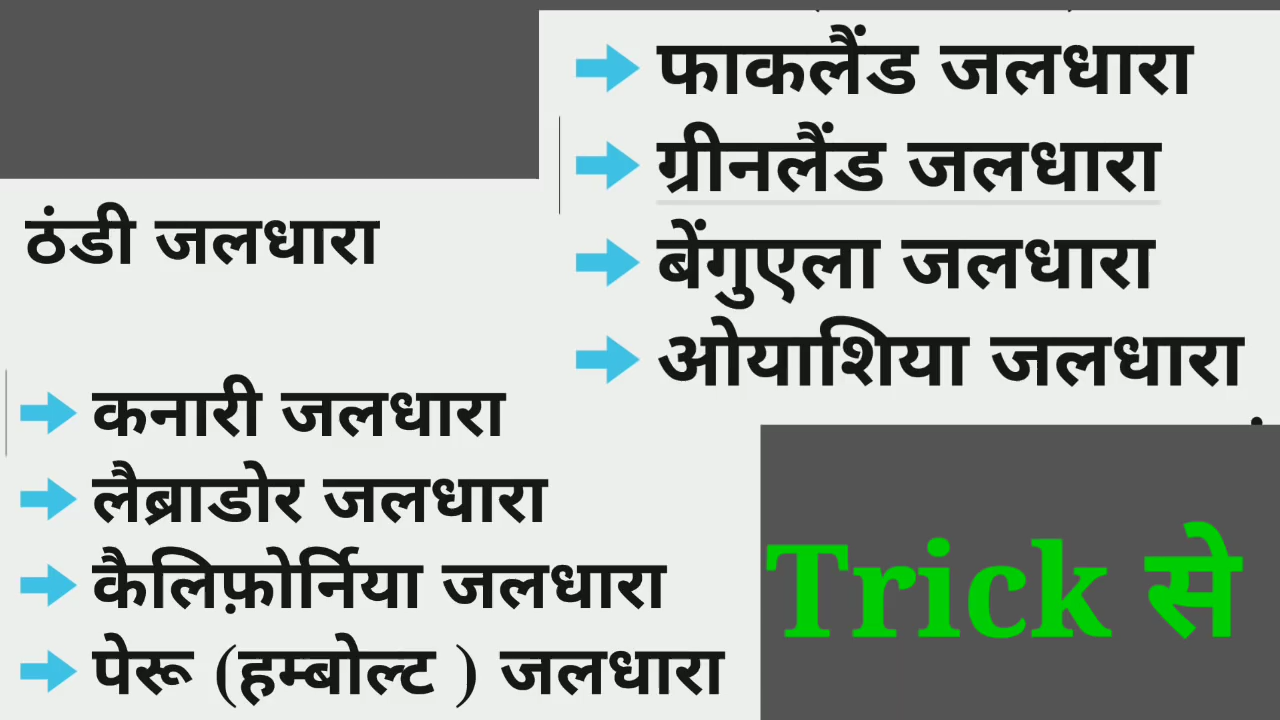 ठंडी जलधारा
कनारी जलधारा
लैब्राडोर जलधारा
कैलिफ़ोर्निया जलधारा
पेरू (हम्बोल्ट ) जलधारा
फाकलैंड जलधारा
ग्रीनलैंड जलधारा
बेंगुएला जलधारा
ओयाशिया जलधारा
Trick से